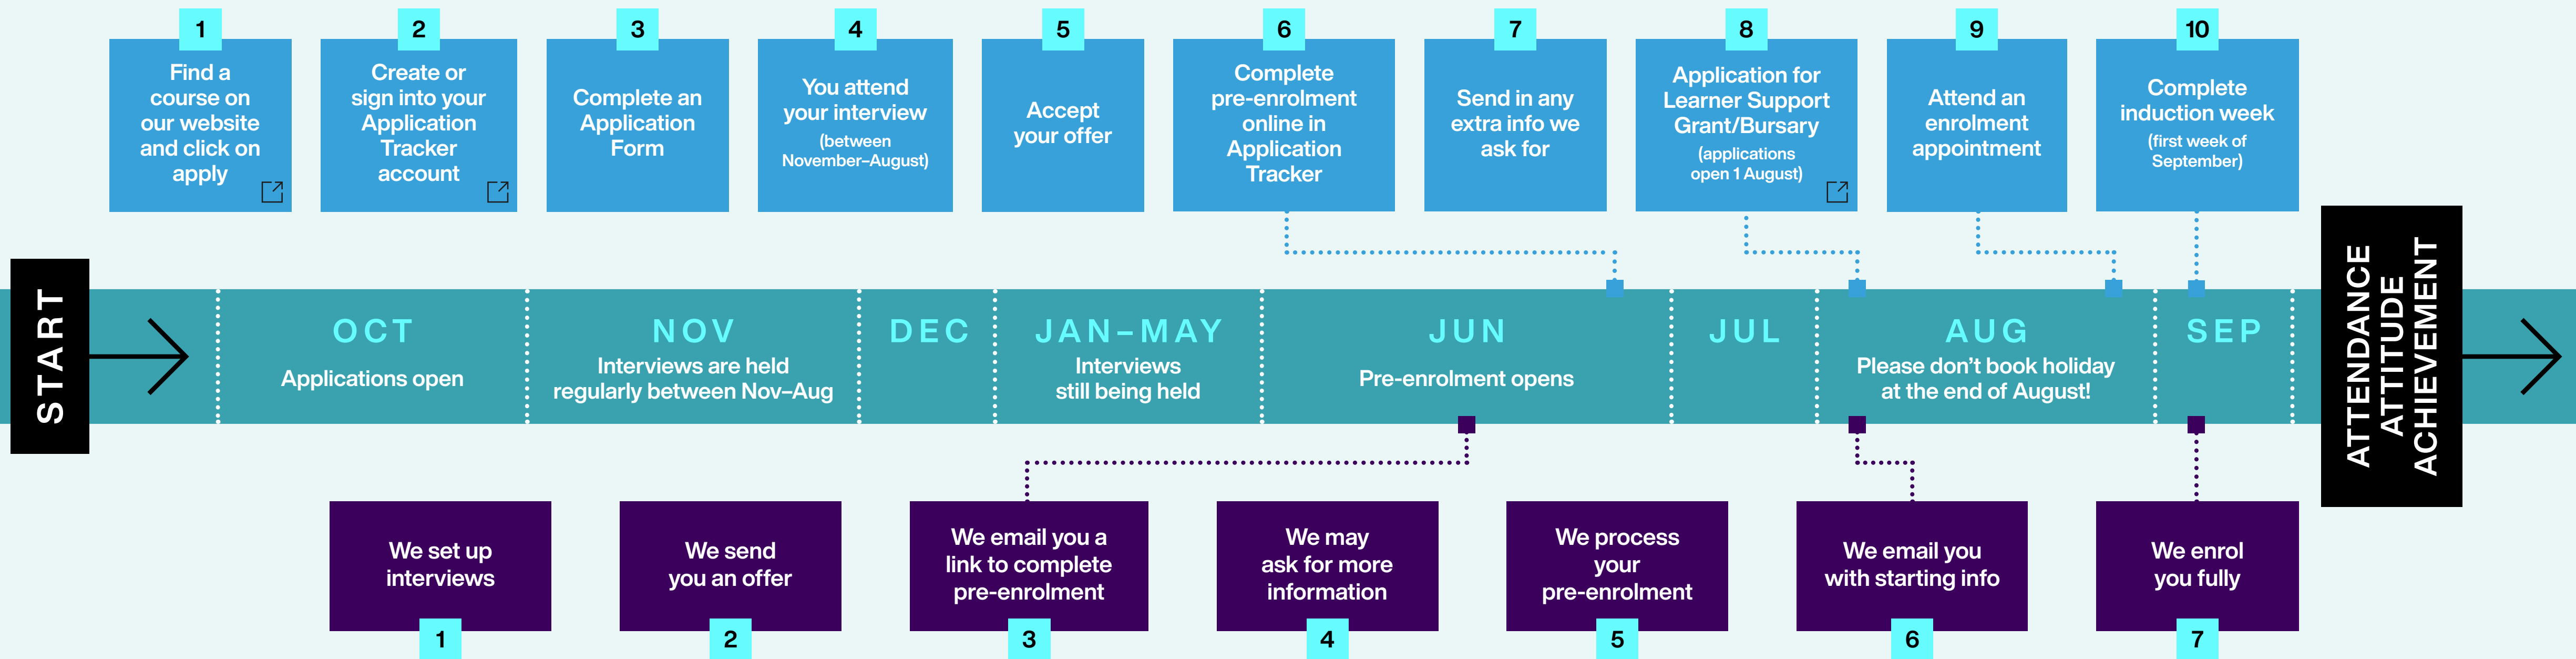 1
Find a
course on
our website
and click on
apply
2
Create or
sign into your
Application
Tracker
account
3
Complete an
Application
Form
4
You attend
your interview
(between
November–August)
5
Accept
your offer
6
Complete
pre-enrolment
online in
Application
Tracker
7
Send in any
extra info we
ask for
8
Application for
Learner Support
Grant/Bursary
(applications
open 1 August)
9
Attend an
enrolment
appointment
10
Complete
induction week
(first week of
September)
START
OCT
Applications open
NOV
Interviews are held
regularly between Nov–Aug
DEC
JAN–MAY
Interviews
still being held
JUN
Pre-enrolment opens
JUL
AUG
Please don’t book holiday
at the end of August!
SEP
ATTENDANCE
ATTITUDE
ACHIEVEMENT
We set up
interviews
1
We send
you an offer
2
We email you a
link to complete
pre-enrolment
3
We may
ask for more
information
4
We process
your
pre-enrolment
5
We email you
with starting info
6
We enrol
you fully
7